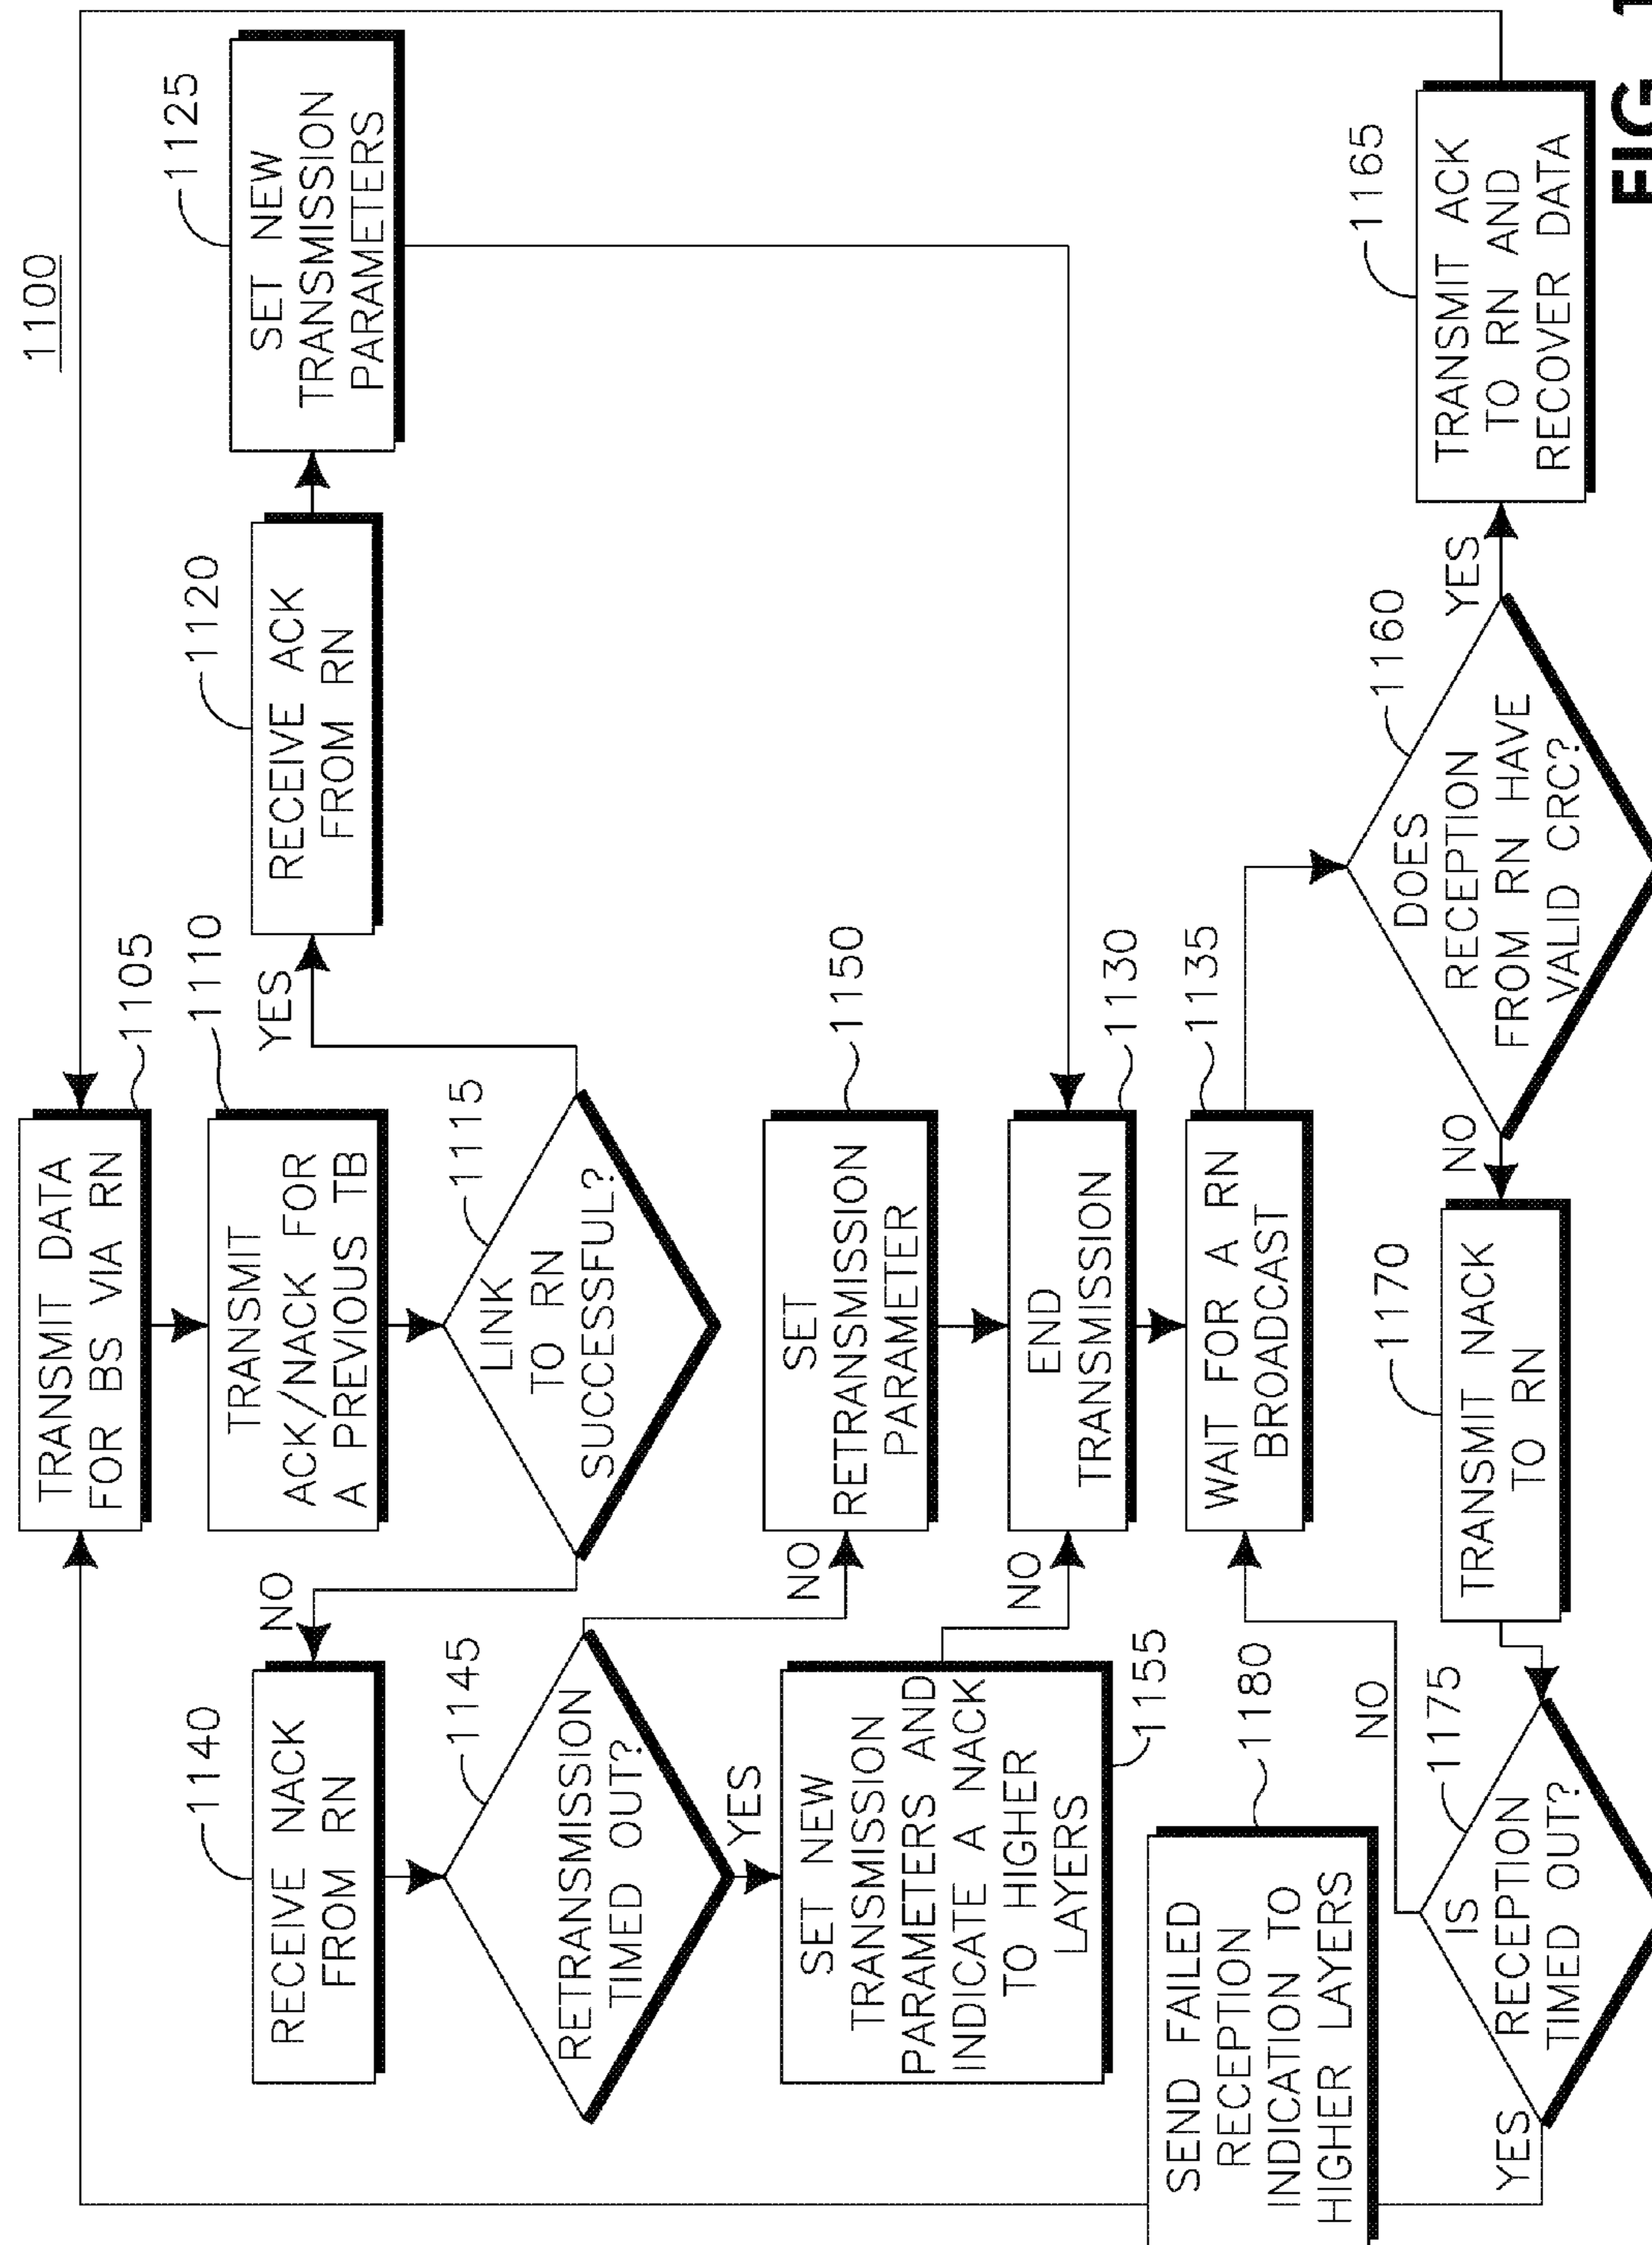 1100
TRANSMIT DATA
FOR BS VIA RN
1105
TRANSMIT
ACK/NACK FOR
A PREVIOUS TB
1110
LINK
TO RN
SUCCESSFUL?
1115
YES
RECEIVE ACK
FROM RN
1120
SET NEW
TRANSMISSION
PARAMETERS
1125
NO
RECEIVE NACK
FROM RN
1140
RETRANSMISSION
TIMED OUT?
1145
NO
SET
RETRANSMISSION
PARAMETER
1150
YES
SET NEW
TRANSMISSION
PARAMETERS AND
INDICATE A NACK
TO HIGHER
LAYERS
1155
NO
END
TRANSMISSION
1130
WAIT FOR A RN
BROADCAST
1135
DOES
RECEPTION
FROM RN HAVE
VALID CRC?
1160
YES
TRANSMIT ACK
TO RN AND
RECOVER DATA
1165
NO
TRANSMIT NACK
TO RN
1170
IS
RECEPTION
TIMED OUT?
1175
NO
YES
SEND FAILED
RECEPTION
INDICATION TO
HIGHER LAYERS
1180